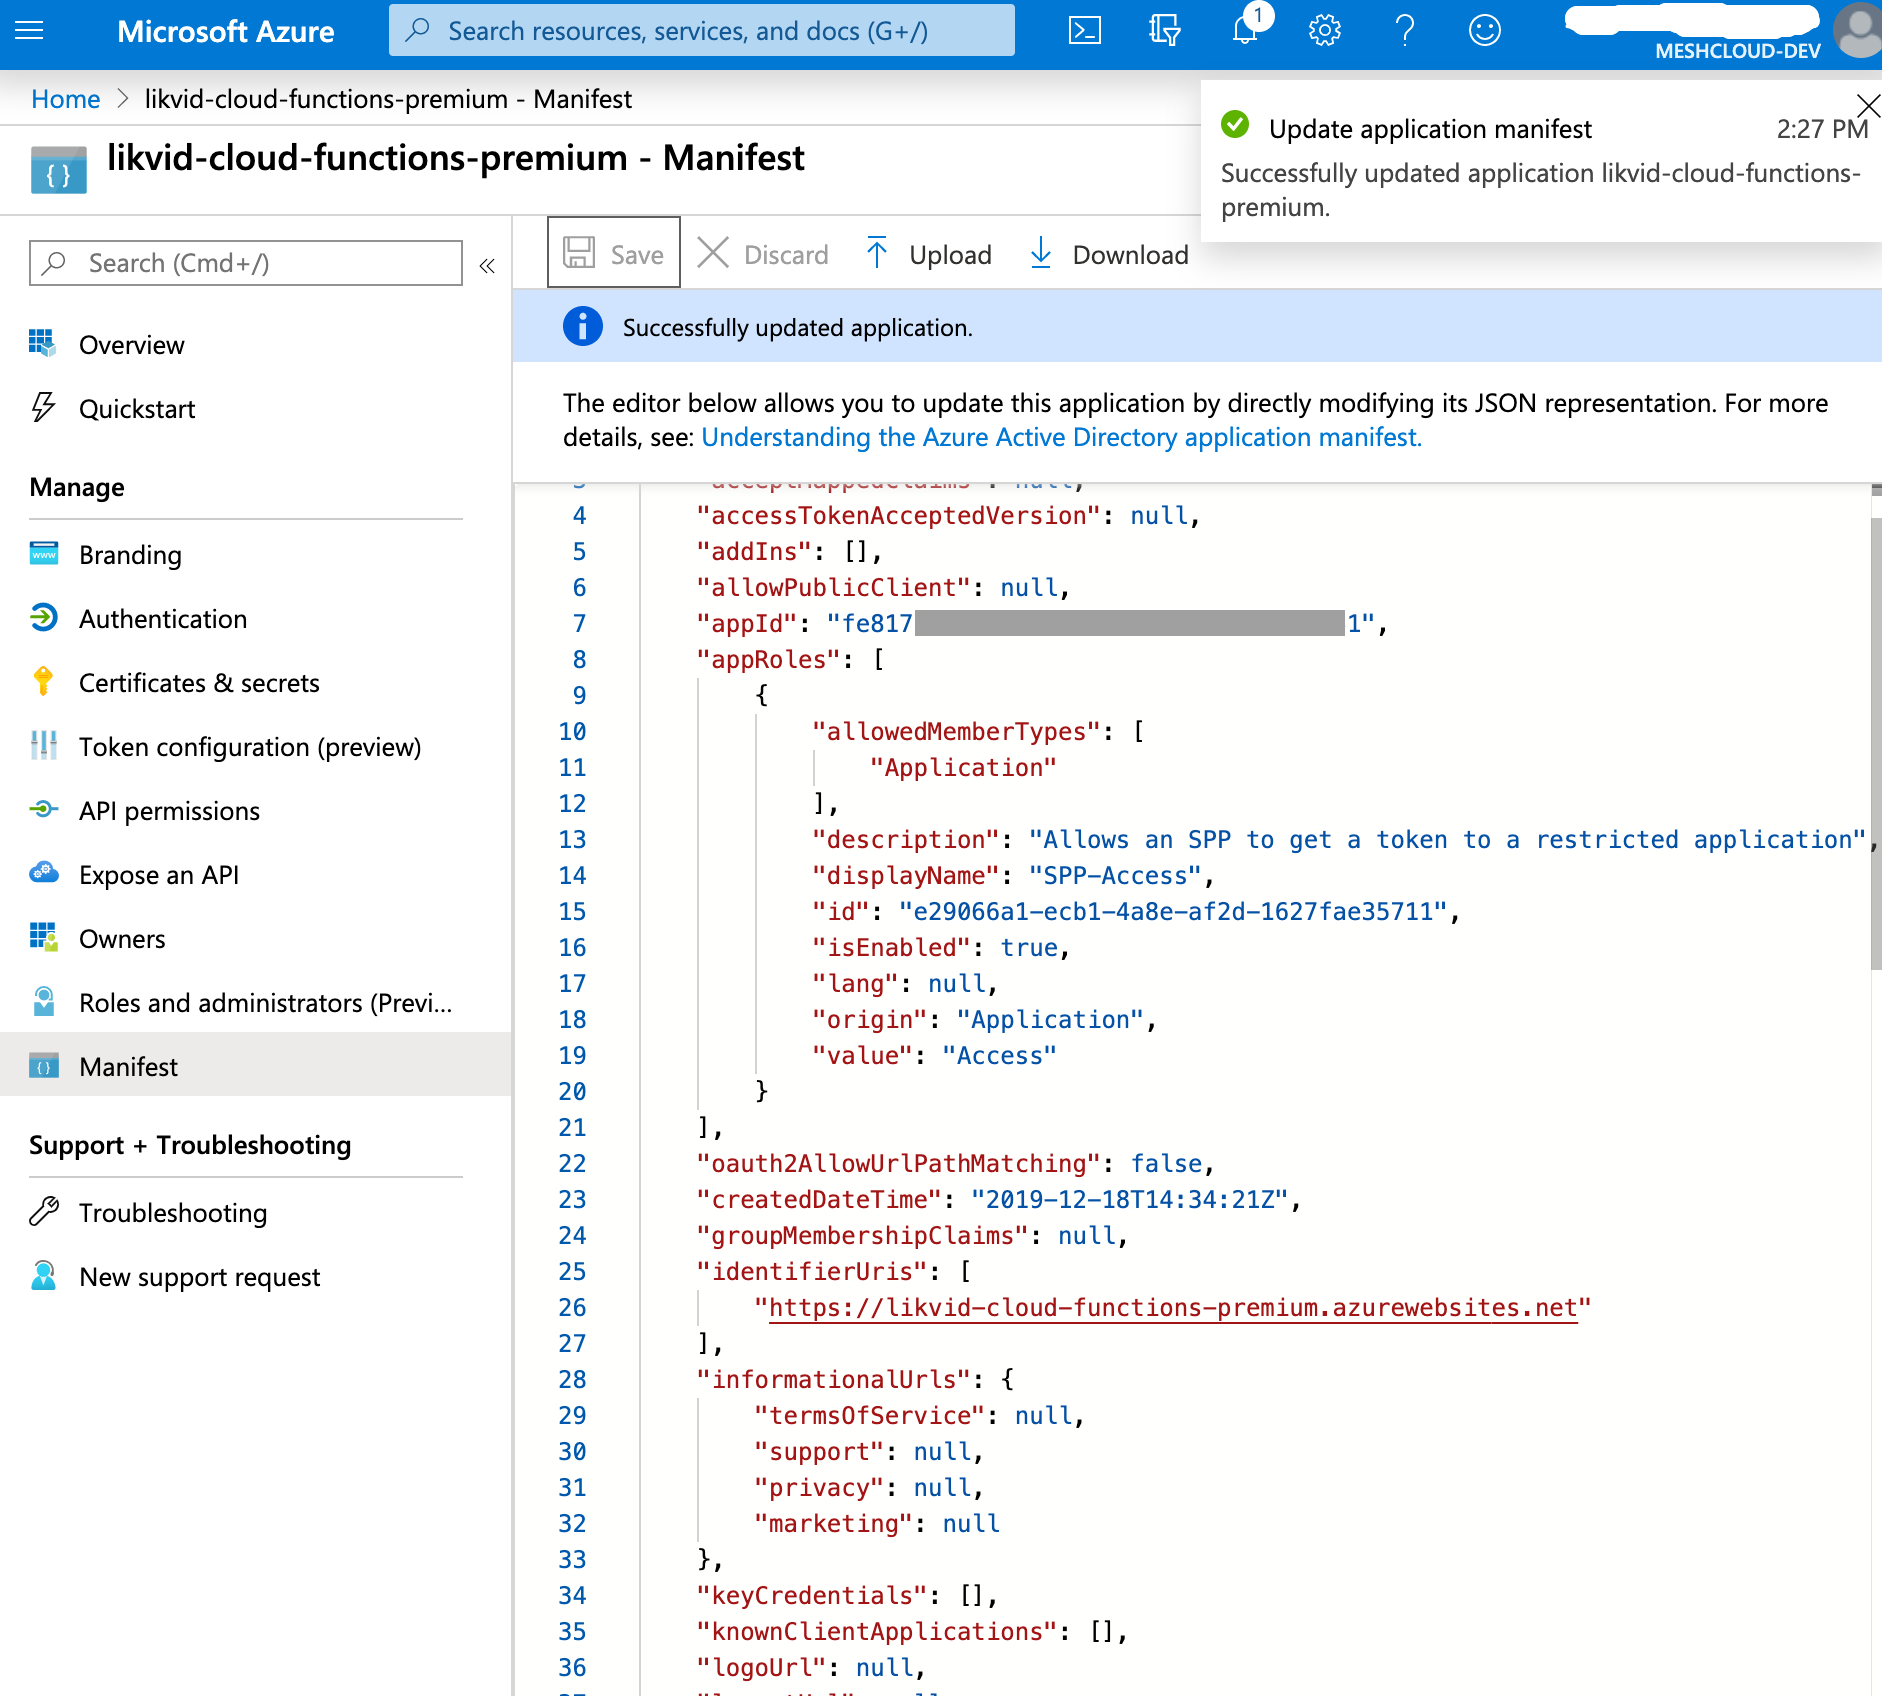 Microsoft Azure
Search resources, services, and docs (G+/)
1
MESHCLOUD-DEV
Home > likvid-cloud-functions-premium - Manifest
likvid-cloud-functions-premium - Manifest
Update application manifest 2:27 PM
Successfully updated application likvid-cloud-functions-
premium.
Search (Cmd+/)
«
Overview
Quickstart
Manage
Branding
Authentication
Certificates & secrets
Token configuration (preview)
API permissions
Expose an API
Owners
Roles and administrators (Previ...
Manifest
Support + Troubleshooting
Troubleshooting
New support request
Save Discard Upload Download
Successfully updated application.
The editor below allows you to update this application by directly modifying its JSON representation. For more
details, see: Understanding the Azure Active Directory application manifest.
3 "acceptMappedClaims": null,
4 "accessTokenAcceptedVersion": null,
5 "addIns": [],
6 "allowPublicClient": null,
7 "appId": "fe817 1",
8 "appRoles": [
9 {
10 "allowedMemberTypes": [
11 "Application"
12 ],
13 "description": "Allows an SPP to get a token to a restricted application",
14 "displayName": "SPP-Access",
15 "id": "e29066a1-ecb1-4a8e-af2d-1627fae35711",
16 "isEnabled": true,
17 "lang": null,
18 "origin": "Application",
19 "value": "Access"
20 }
21 ],
22 "oauth2AllowUrlPathMatching": false,
23 "createdDateTime": "2019-12-18T14:34:21Z",
24 "groupMembershipClaims": null,
25 "identifierUris": [
26 "https://likvid-cloud-functions-premium.azurewebsites.net"
27 ],
28 "informationalUrls": {
29 "termsOfService": null,
30 "support": null,
31 "privacy": null,
32 "marketing": null
33 },
34 "keyCredentials": [],
35 "knownClientApplications": [],
36 "logoUrl": null,